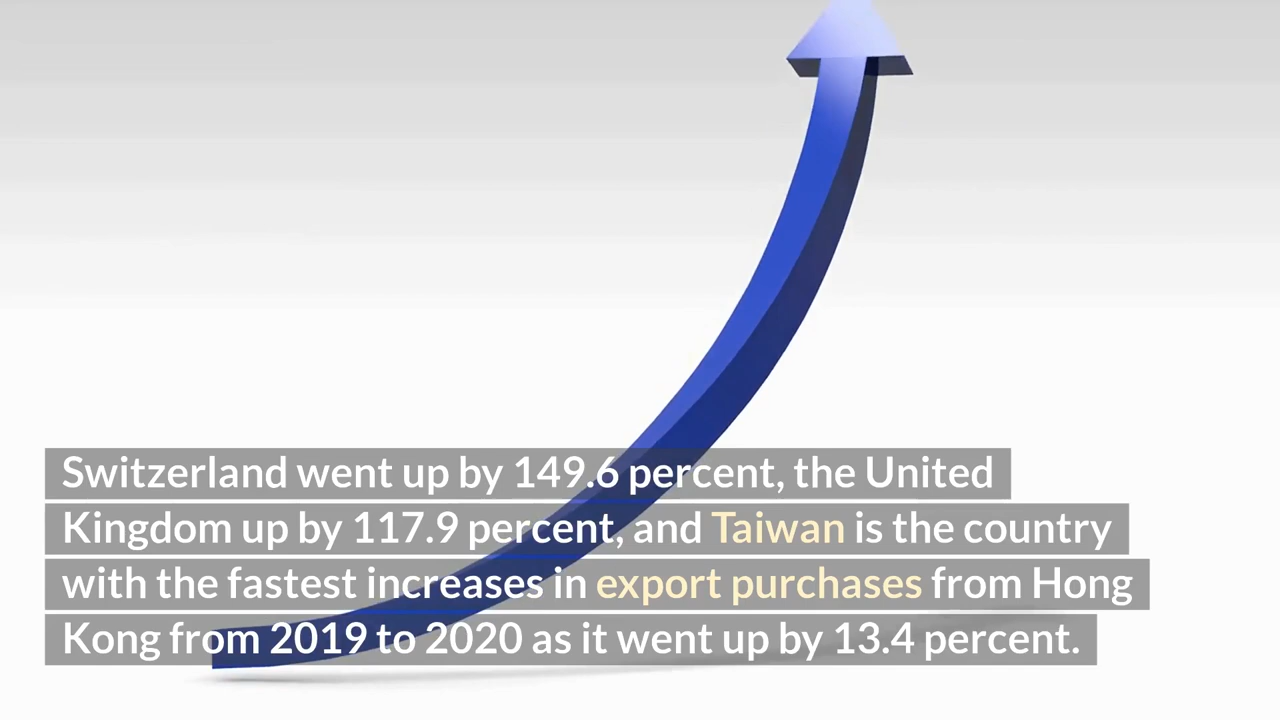 Switzerland went up by 149.6 percent, the United
Kingdom up by 117.9 percent, and Taiwan is the country
with the fastest increases in export purchases from Hong
Kong from 2019 to 2020 as it went up by 13.4 percent.